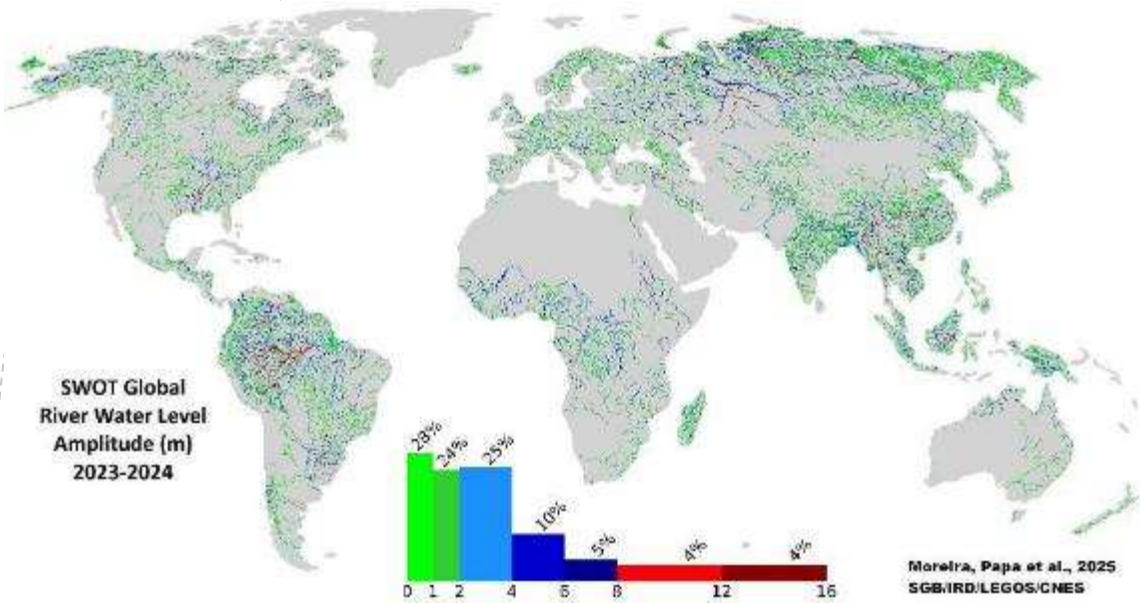 SWOT Global
River Water Level
Amplitude (m)
2023-2024
28% 24% 25% 10% 5% 4% 4%
0 1 2 4 6 8 12 16
Moreira, Papa et al., 2025
SGB/IRD/LEGOS/CNES